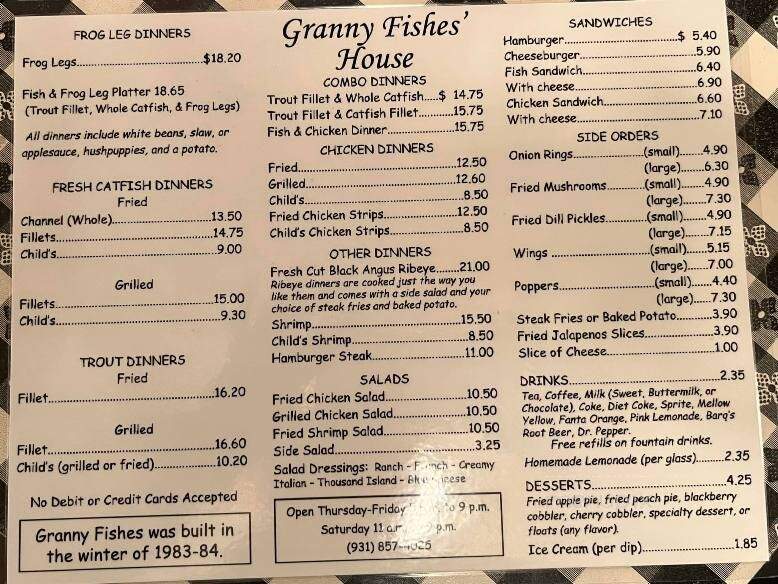 FROG LEG DINNERS
Frog Legs....................................$18.20
Fish & Frog Leg Platter 18.65
(Trout Fillet, Whole Catfish, & Frog Legs)
All dinners include white beans, slaw, or
applesauce, hushpuppies, and a potato.
FRESH CATFISH DINNERS
Fried
Channel (Whole)............................13.50
Fillets............................................14.75
Child's............................................9.00
Grilled
Fillets............................................15.00
Child's............................................9.30
TROUT DINNERS
Fried
Fillet..............................................16.20
Grilled
Fillet..............................................16.60
Child's (grilled or fried).................10.20
No Debit or Credit Cards Accepted
Granny Fishes was built in
the winter of 1983-84.
Granny Fishes'
House
COMBO DINNERS
Trout Fillet & Whole Catfish.....$ 14.75
Trout Fillet & Catfish Fillet.........15.75
Fish & Chicken Dinner.................15.75
CHICKEN DINNERS
Fried..........................................12.50
Grilled........................................12.60
Child's........................................8.50
Fried Chicken Strips....................12.50
Child's Chicken Strips...................8.50
OTHER DINNERS
Fresh Cut Black Angus Ribeye.......21.00
Ribeye dinners are cooked just the way you
like them and comes with a side salad and your
choice of steak fries and baked potato.
Shrimp........................................15.50
Child's Shrimp..............................8.50
Hamburger Steak..........................11.00
SALADS
Fried Chicken Salad......................10.50
Grilled Chicken Salad....................10.50
Fried Shrimp Salad.......................10.50
Side Salad...................................3.25
Salad Dressings: Ranch - - Creamy
Italian - Thousand Island -
Open Thursday-Friday to 9 p.m.
Saturday 11 a.m. p.m.
(931)
SANDWICHES
Hamburger..........................$ 5.40
Cheeseburger.............................5.90
Fish Sandwich.............................6.40
With cheese...............................6.90
Chicken Sandwich........................6.60
With cheese...............................7.10
SIDE ORDERS
Onion Rings....................(small).......4.90
(large).......6.30
Fried Mushrooms...........(small).......4.90
(large).......7.30
Fried Dill Pickles...........(small).......4.90
(large).......7.15
Wings ..........................(small)......5.15
(large).......7.00
Poppers........................(small)......4.40
(large)......7.30
Steak Fries or Baked Potato..........3.90
Fried Jalapenos Slices...................3.90
Slice of Cheese............................1.00
DRINKS.......................................2.35
Tea, Coffee, Milk (Sweet, Buttermilk, or
Chocolate), Coke, Diet Coke, Sprite, Mellow
Yellow, Fanta Orange, Pink Lemonade, Barq's
Root Beer, Dr. Pepper.
Free refills on fountain drinks.
Homemade Lemonade (per glass).......2.35
DESSERTS....................................4.25
Fried apple pie, fried peach pie, blackberry
cobbler, cherry cobbler, specialty dessert, or
floats (any flavor).
Ice Cream (per dip).......................1.85